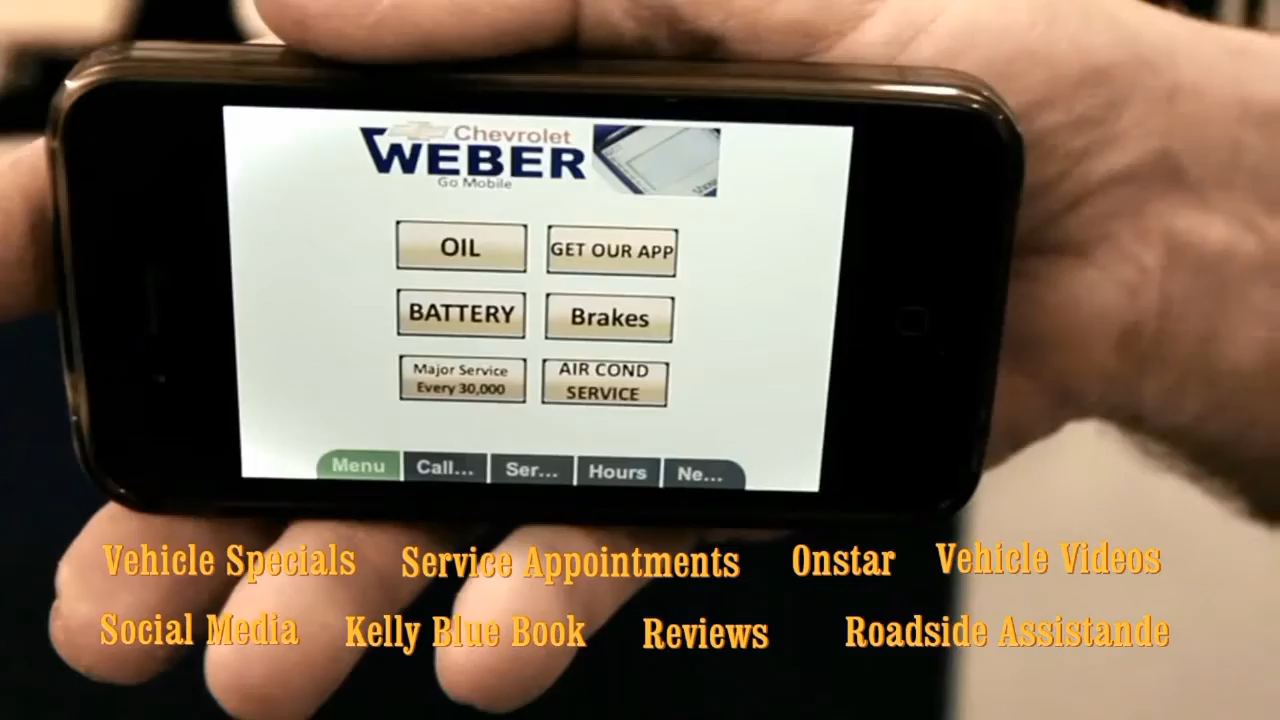 Chevrolet
WEBER
Go Mobile
OIL
GET OUR APP
BATTERY
Brakes
Major Service
Every 30,000
AIR COND
SERVICE
Menu Call... Ser... Hours Ne...
Vehicle Specials Service Appointments Onstar Vehicle Videos
Social Media Kelly Blue Book Reviews Roadside Assistande